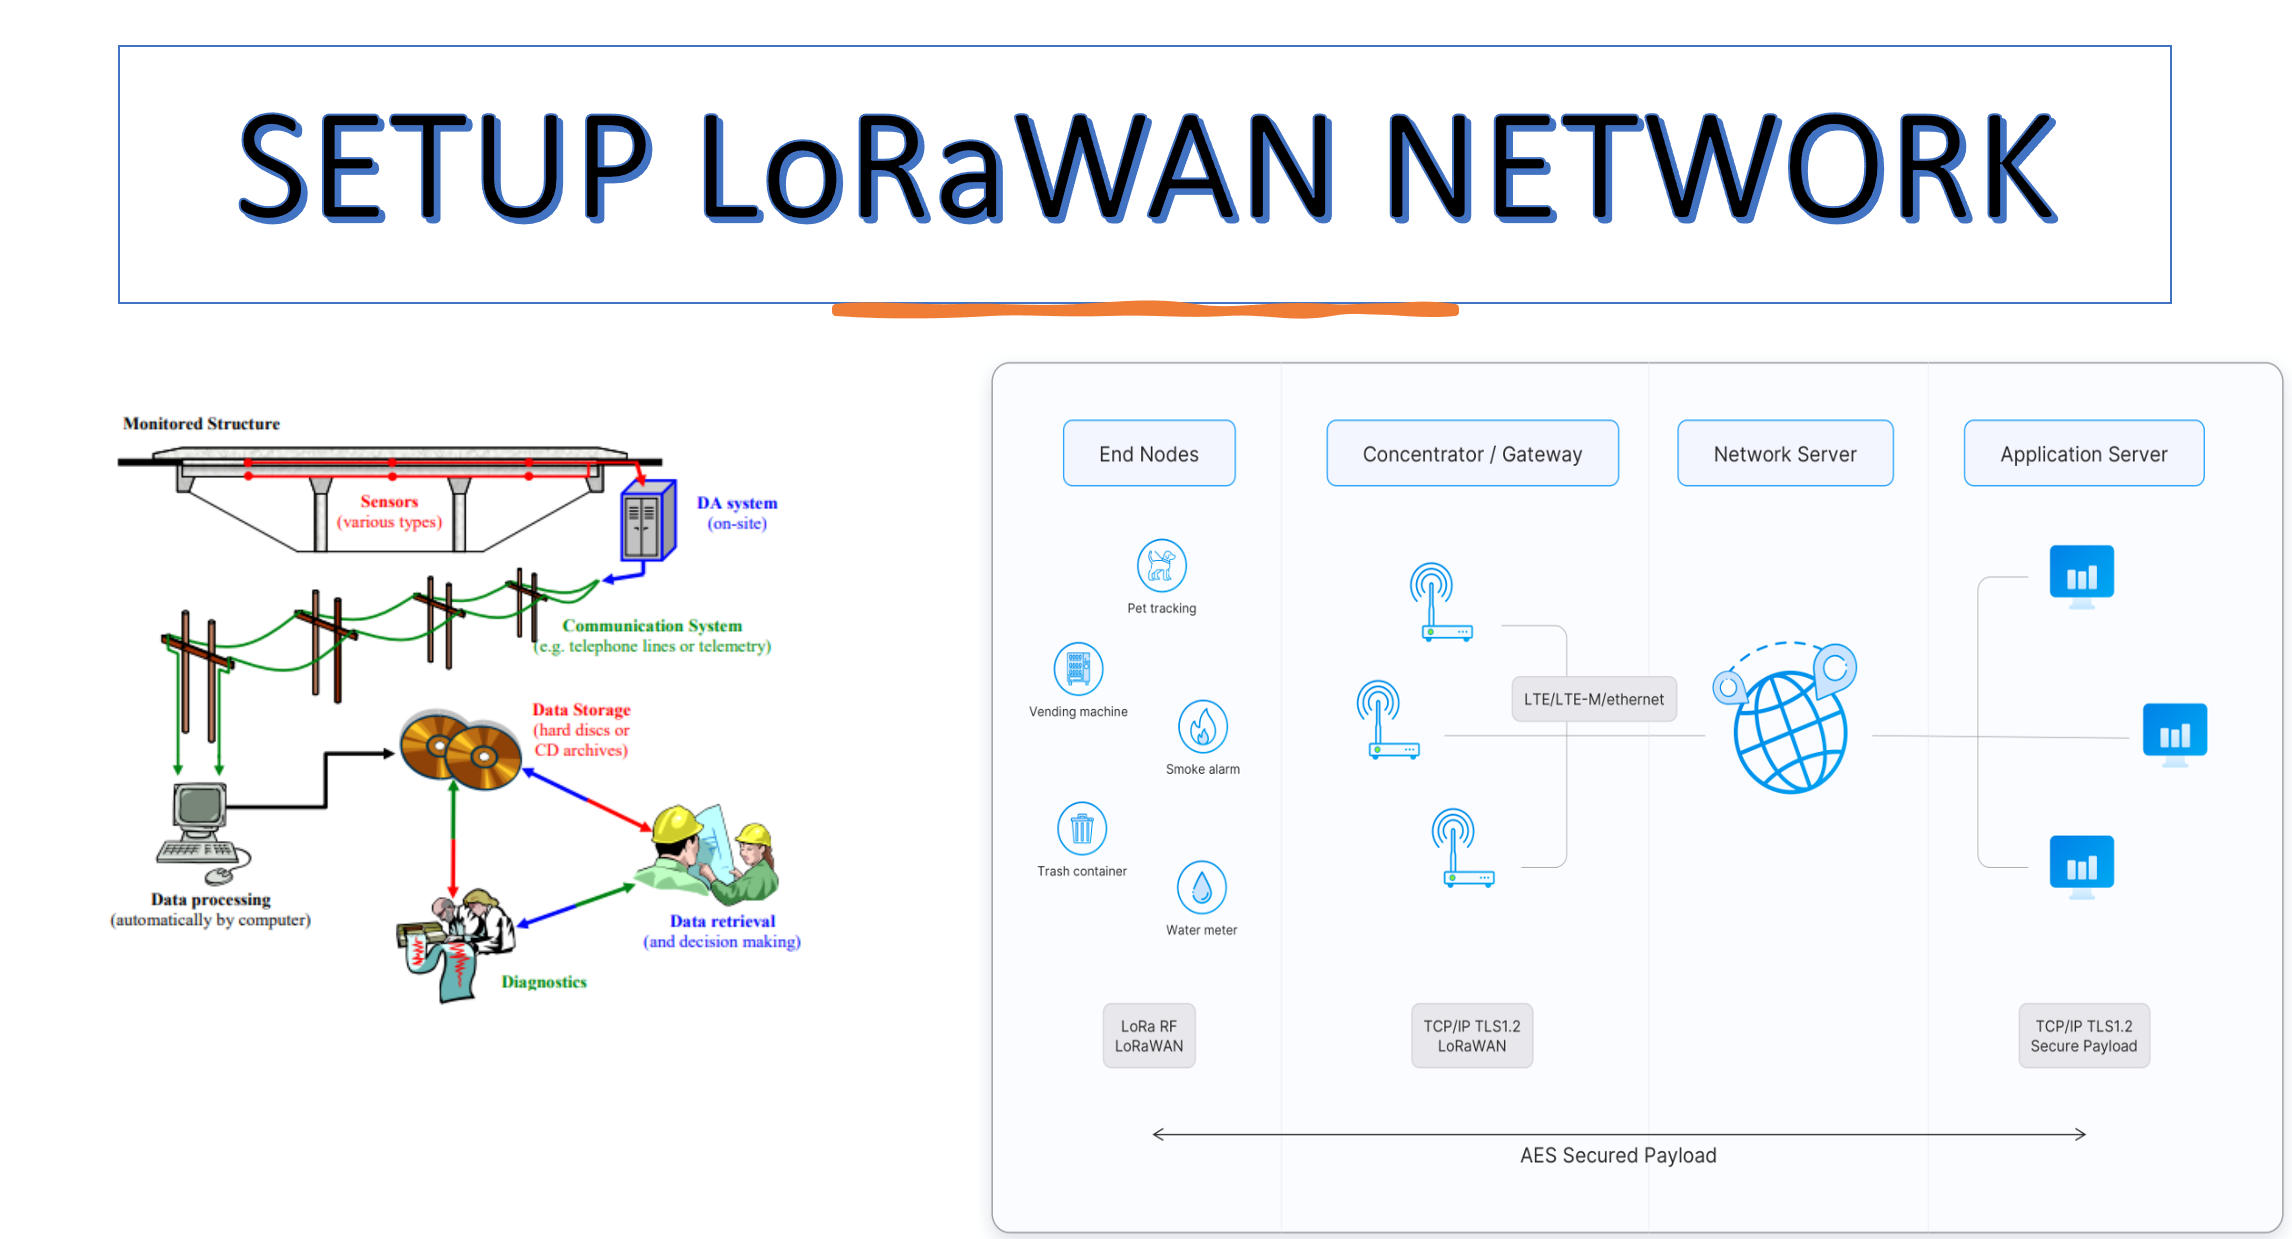 SETUP LoRaWAN NETWORK
Monitored Structure
Sensors
(various types)
DA system
(on-site)
Communication System
(e.g. telephone lines or telemetry)
Data Storage
(hard discs or
CD archives)
Data processing
(automatically by computer)
Data retrieval
(and decision making)
Diagnostics
End Nodes
Concentrator / Gateway
Network Server
Application Server
Pet tracking
Vending machine
Smoke alarm
Trash container
Water meter
LTE/LTE-M/ethernet
LoRa RF
LoRaWAN
TCP/IP TLS1.2
LoRaWAN
TCP/IP TLS1.2
Secure Payload
AES Secured Payload